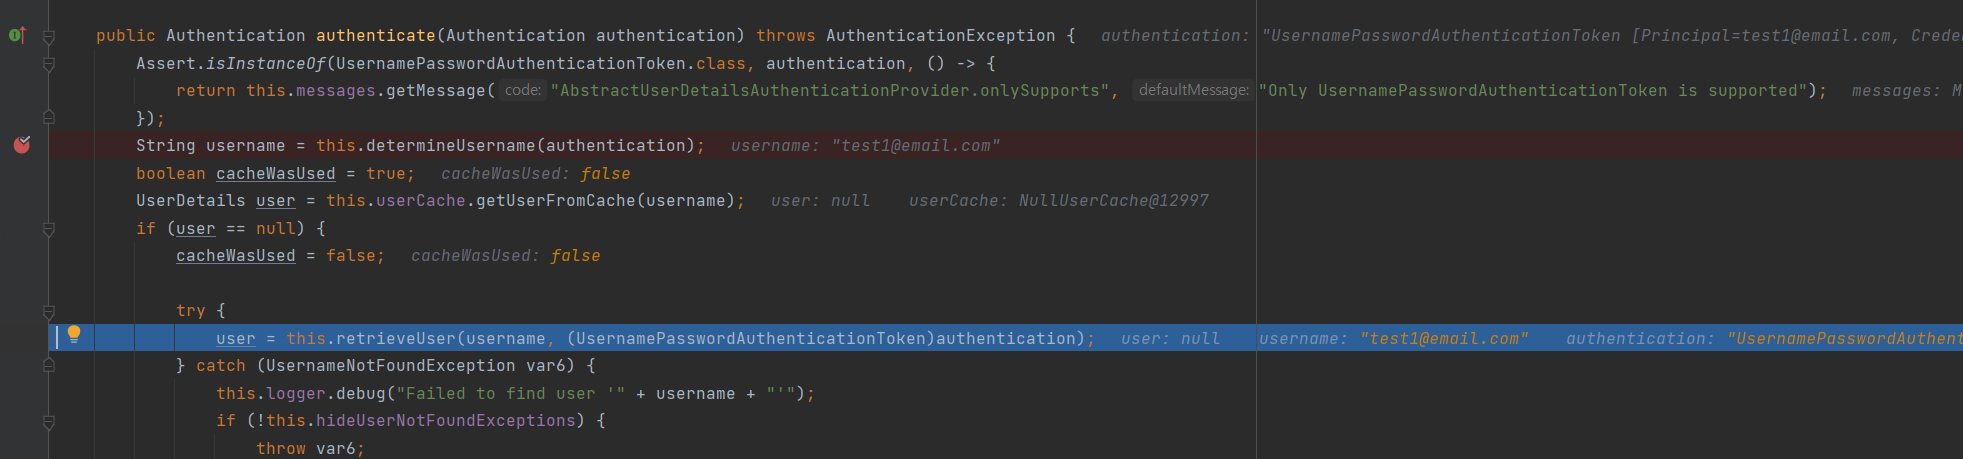 public Authentication authenticate(Authentication authentication) throws AuthenticationException {  authentication: "UsernamePasswordAuthenticationToken [Principal=test1@email.com, Crede
Assert.isInstanceOf(UsernamePasswordAuthenticationToken.class, authentication, () -> {
return this.messages.getMessage( code: "AbstractUserDetailsAuthenticationProvider.onlySupports", defaultMessage: "Only UsernamePasswordAuthenticationToken is supported");  messages: M
});
String username = this.determineUsername(authentication);  username: "test1@email.com"
boolean cacheWasUsed = true;  cacheWasUsed: false
UserDetails user = this.userCache.getUserFromCache(username);  user: null  userCache: NullUserCache@12997
if (user == null) {
cacheWasUsed = false;  cacheWasUsed: false
try {
user = this.retrieveUser(username, (UsernamePasswordAuthenticationToken)authentication);  user: null  username: "test1@email.com"  authentication: "UsernamePasswordAuthent
} catch (UsernameNotFoundException var6) {
this.logger.debug("Failed to find user '" + username + "'");
if (!this.hideUserNotFoundExceptions) {
throw var6;